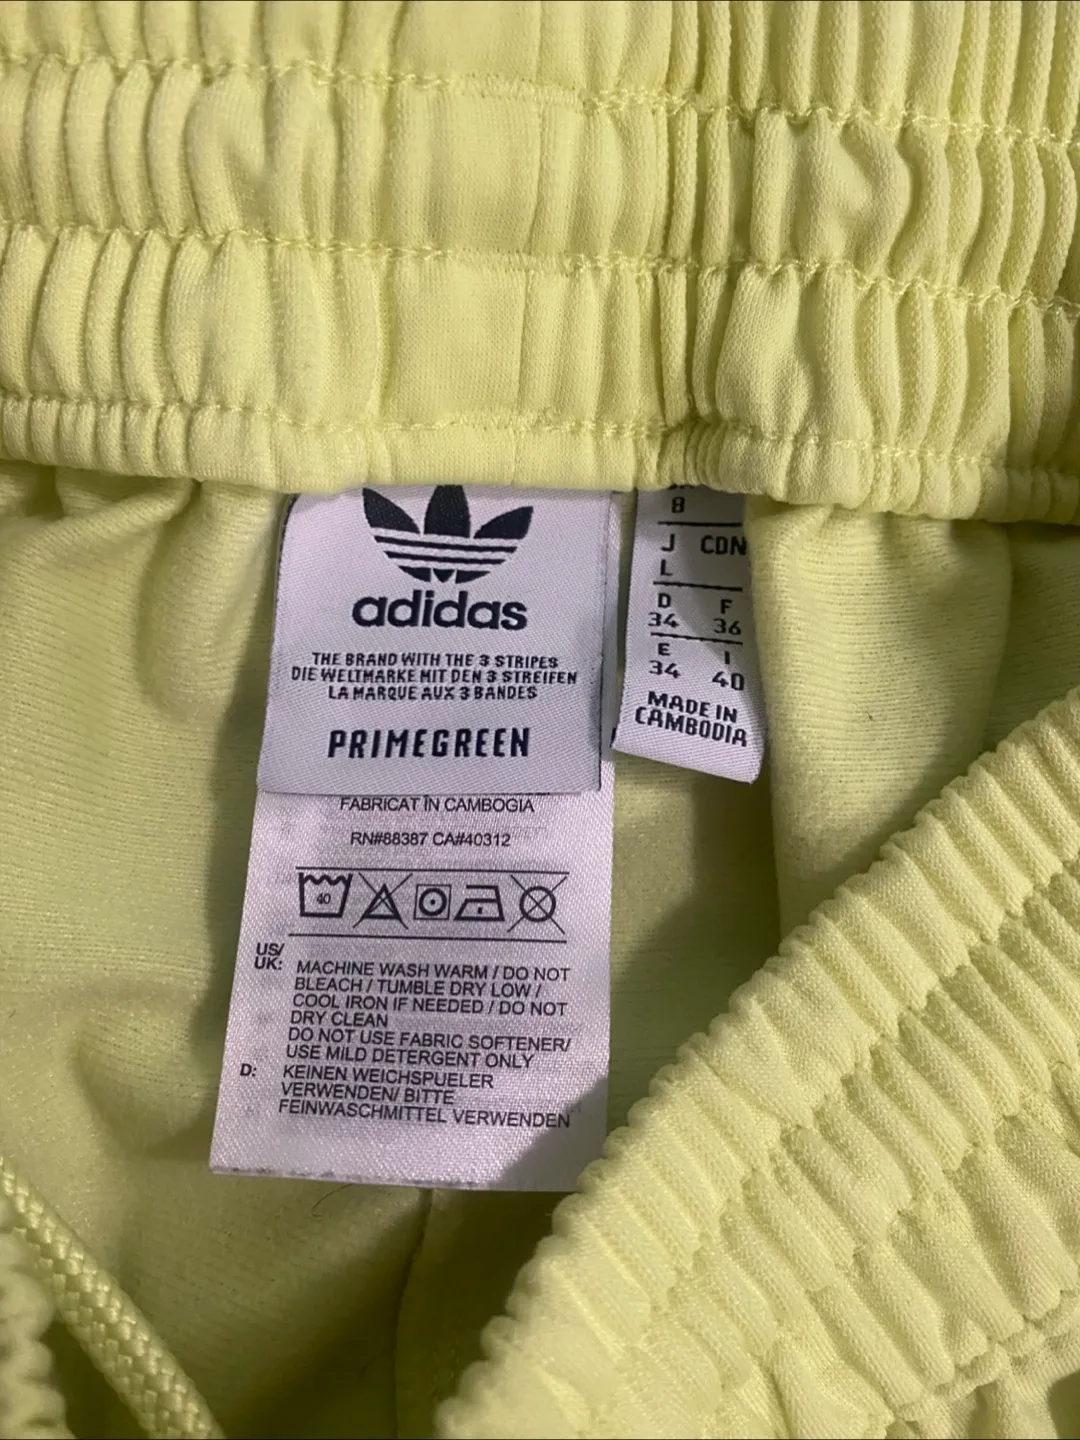 adidas
THE BRAND WITH THE 3 STRIPES
DIE WELTMARKE MIT DEN 3 STREIFEN
LA MARQUE AUX 3 BANDES
PRIMEGREEN
8
J CDN
L
D F
34 36
E I
34 40
MADE IN
CAMBODIA
FABRICAT ÎN CAMBOGIA
RN#88387 CA#40312
40
US/
UK: MACHINE WASH WARM / DO NOT
BLEACH / TUMBLE DRY LOW /
COOL IRON IF NEEDED / DO NOT
DRY CLEAN
DO NOT USE FABRIC SOFTENER/
USE MILD DETERGENT ONLY
D: KEINEN WEICHSPUELER
VERWENDEN/ BITTE
FEINWASCHMITTEL VERWENDEN